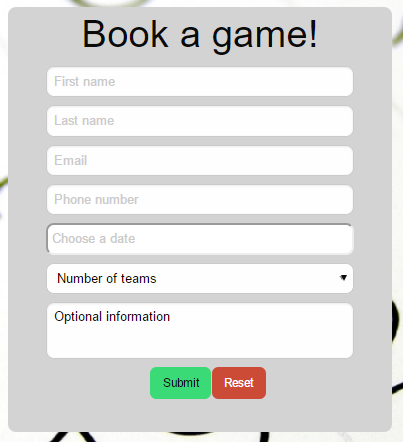 Book a game!
First name
Last name
Email
Phone number
Choose a date
Number of teams
Optional information
Submit Reset